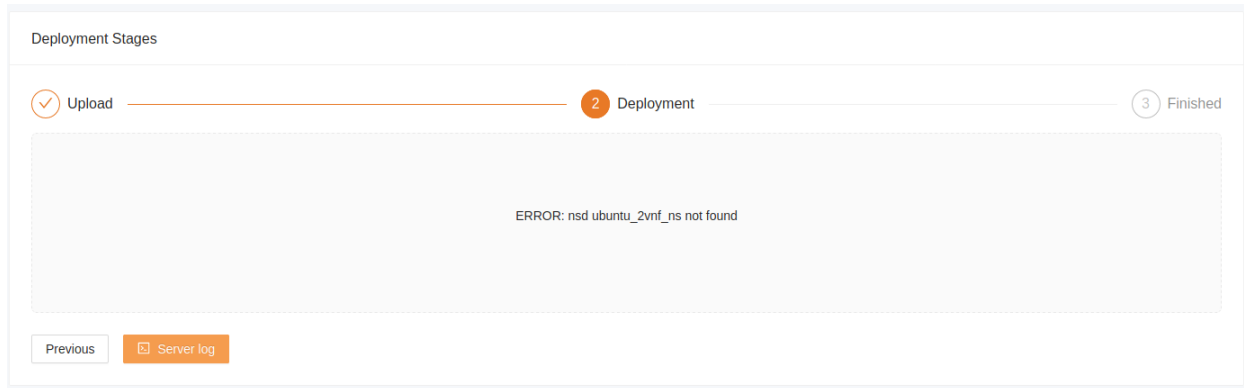 Deployment Stages
Upload
2 Deployment
3 Finished
ERROR: nsd ubuntu_2vnf_ns not found
Previous
Server log